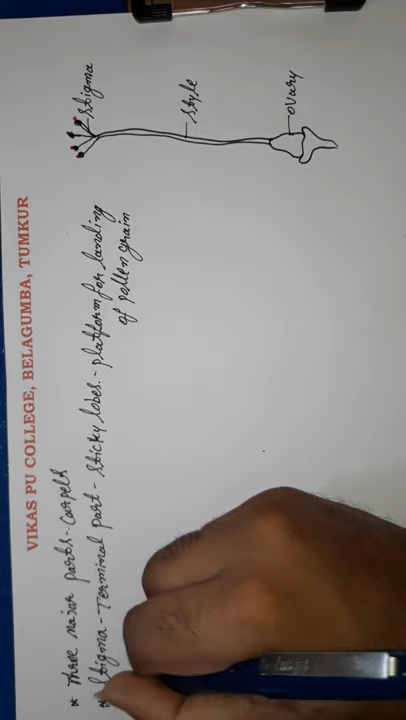 VIKAS PU COLLEGE, BELAGUMBA, TUMKUR
* Three major parts - Carpels
* Stigma - Terminal part - sticky lobes. - platform for landing
of pollen grain
stigma
style
ovary